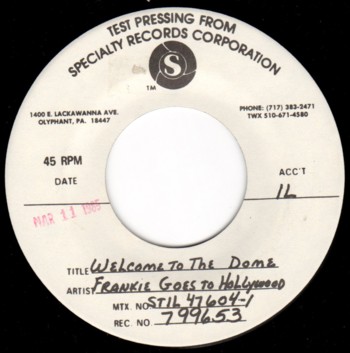 TEST PRESSING FROM
SPECIALTY RECORDS CORPORATION
S
TM
1400 E. LACKAWANNA AVE.
OLYPHANT, PA. 18447
PHONE: (717) 383-2471
TWX 510-671-4580
45 RPM
DATE
MAR 11 1985
ACC'T
IL
TITLE WELCOME TO THE DOME
ARTIST FRANKIE GOES TO HOLLYWOOD
MTX. NO. STIL 47604-1
REC. NO. 799653